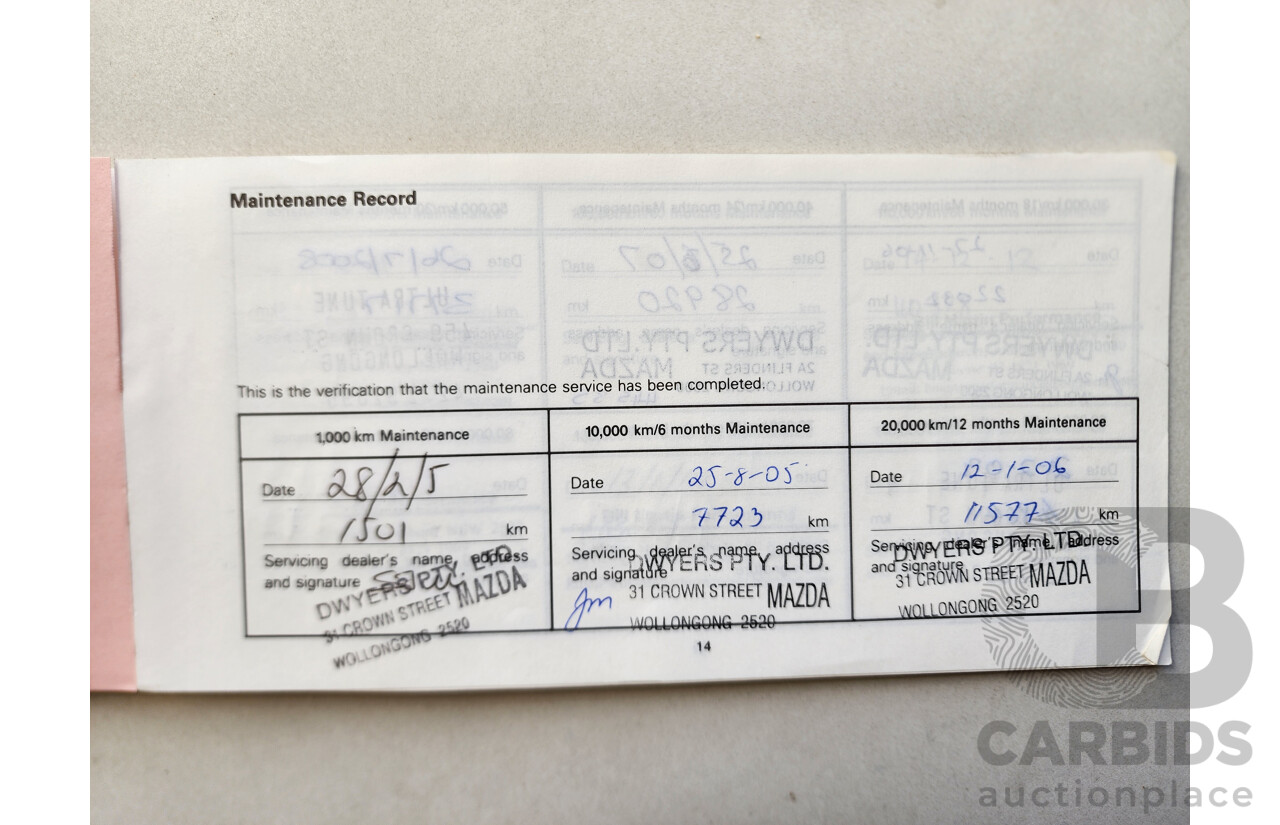 Maintenance Record
This is the verification that the maintenance service has been completed.
1,000 km Maintenance
Date 28/2/5
1501 km
Servicing dealer's name, address
and signature
DWYERS PTY. LTD.
31 CROWN STREET MAZDA
WOLLONGONG 2520
10,000 km/6 months Maintenance
Date 25-8-05
7723 km
Servicing dealer's name, address
and signature
DWYERS PTY. LTD.
31 CROWN STREET MAZDA
WOLLONGONG 2520
20,000 km/12 months Maintenance
Date 12-1-06
11577 km
Servicing dealer's name, address
and signature
DWYERS PTY. LTD.
31 CROWN STREET MAZDA
WOLLONGONG 2520
14
CARBIDS
auctionplace